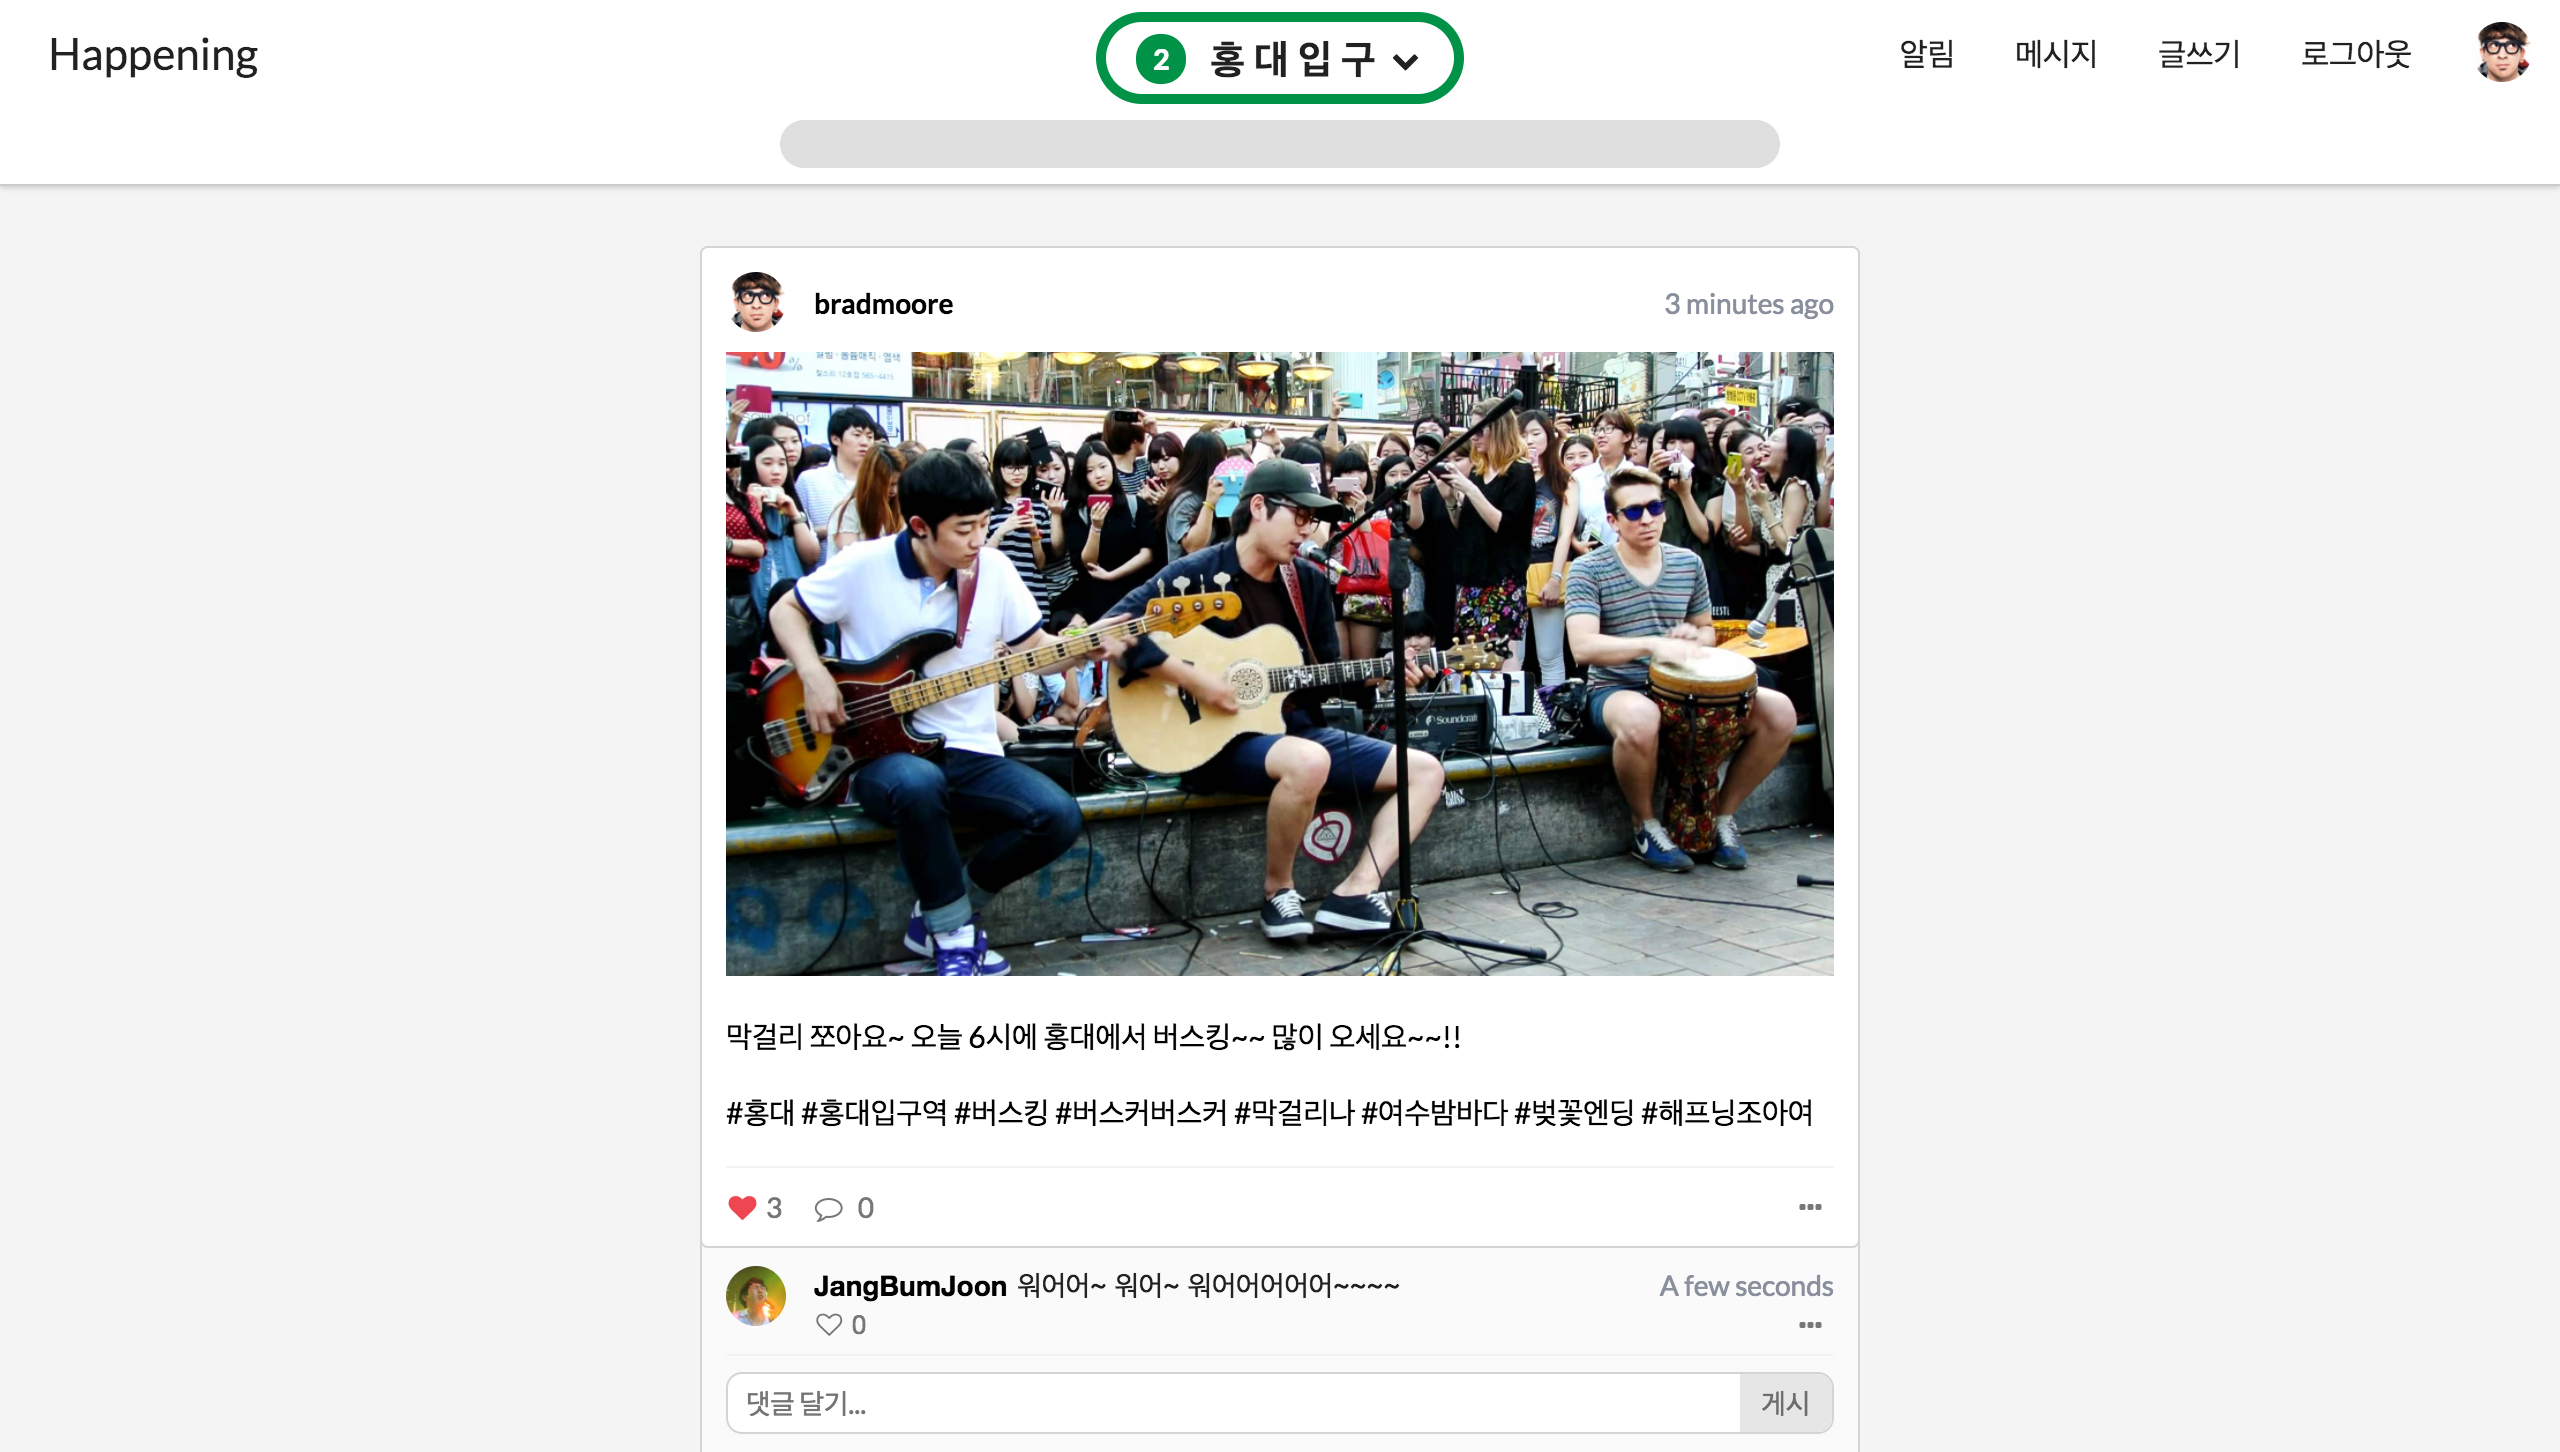 Happening
2 홍대입구
알림 메시지 글쓰기 로그아웃
bradmoore 3 minutes ago
Soundcraft
막걸리 쪼아요~ 오늘 6시에 홍대에서 버스킹~~ 많이 오세요~~!!
#홍대 #홍대입구역 #버스킹 #버스커버스커 #막걸리나 #여수밤바다 #벚꽃엔딩 #해프닝조아여
3 0
JangBumJoon 워어어~ 워어~ 워어어어어어~~~~ A few seconds
0
댓글 달기... 게시